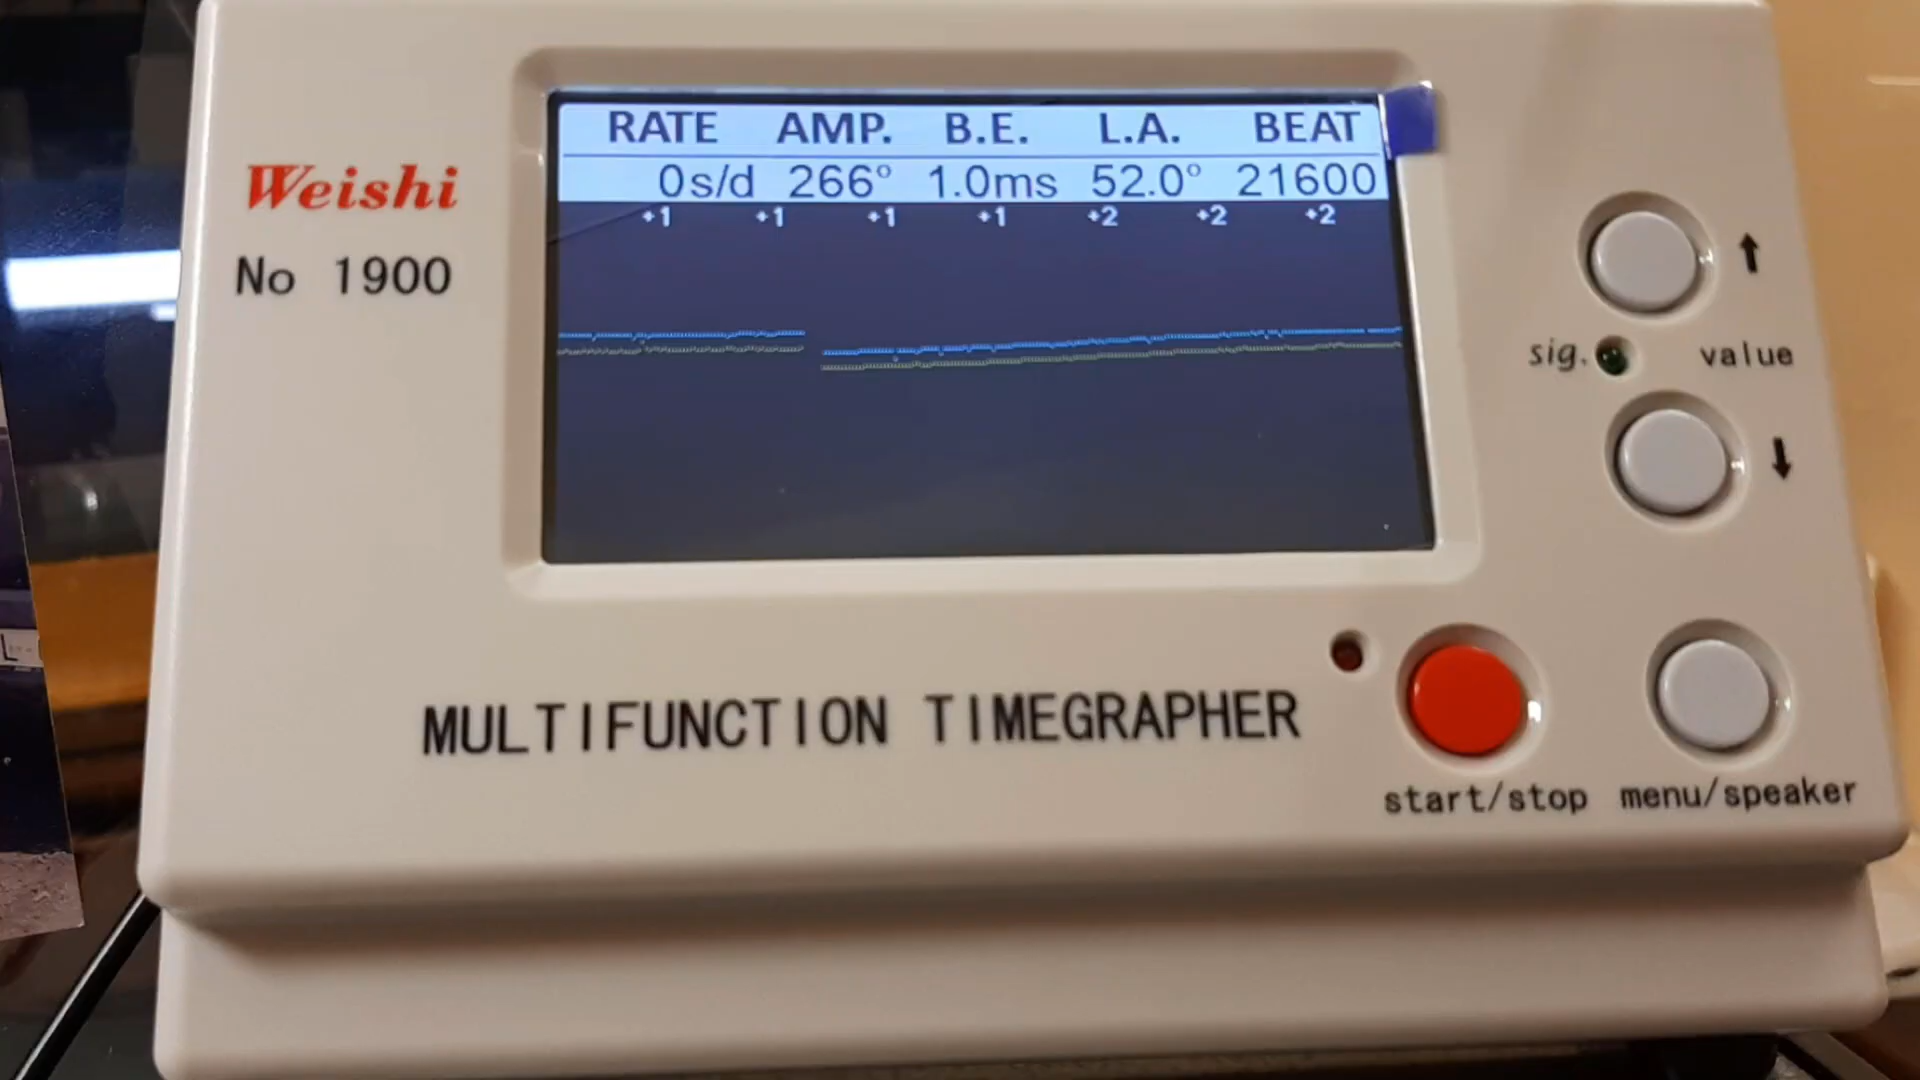 RATE AMP. B.E. L.A. BEAT
0s/d 266° 1.0ms 52.0° 21600
+1 +1 +1 +1 +2 +2 +2
Weishi
No 1900
↑
sig. value
↓
MULTIFUNCTION TIMEGRAPHER
start/stop menu/speaker
L